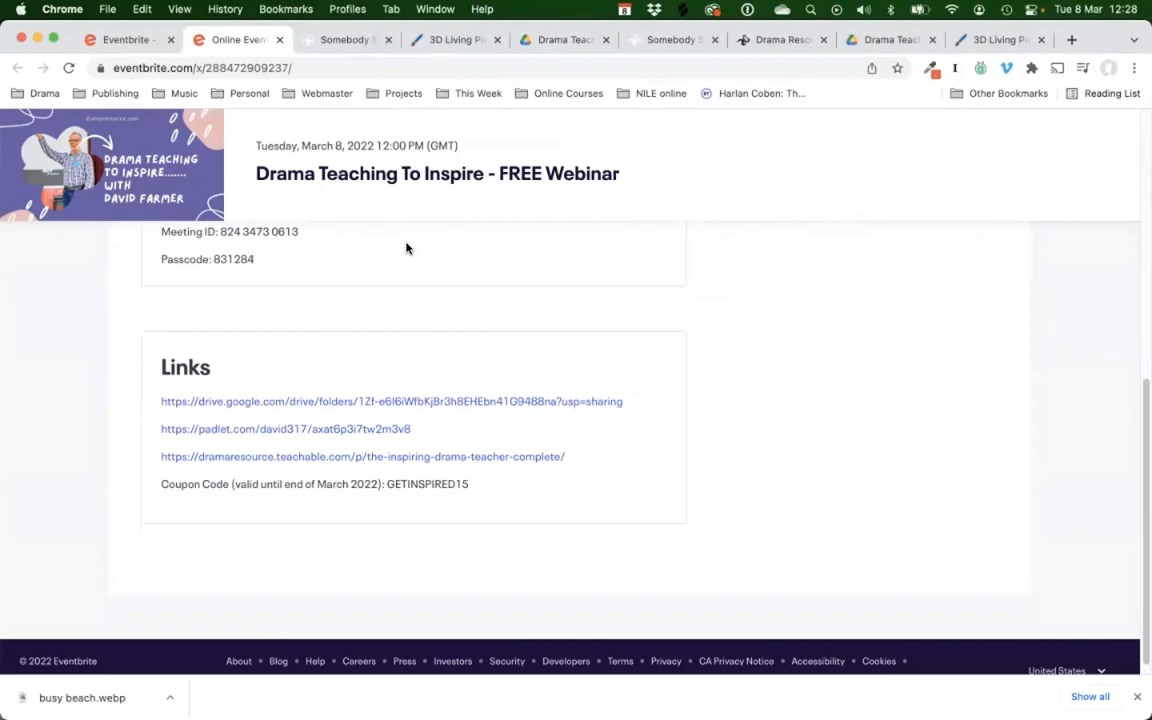 Chrome File Edit View History Bookmarks Profiles Tab Window Help 8 Tue 8 Mar 12:28
Eventbrite - Online Even Somebody S 3D Living Pi Drama Teac Somebody S Drama Reso Drama Teac 3D Living Pi
eventbrite.com/x/288472909237/
Drama Publishing Music Personal Webmaster Projects This Week Online Courses NILE online Harlan Coben: Th... Other Bookmarks Reading List
dramaresource.com
DRAMA TEACHING
TO INSPIRE.......
WITH
DAVID FARMER
Tuesday, March 8, 2022 12:00 PM (GMT)
Drama Teaching To Inspire - FREE Webinar
Meeting ID: 824 3473 0613
Passcode: 831284
Links
https://drive.google.com/drive/folders/1Zf-e6I6iWfbKjBr3h8EHEbn41G9488na?usp=sharing
https://padlet.com/david317/axat6p3i7tw2m3v8
https://dramaresource.teachable.com/p/the-inspiring-drama-teacher-complete/
Coupon Code (valid until end of March 2022): GETINSPIRED15
© 2022 Eventbrite About • Blog • Help • Careers • Press • Investors • Security • Developers • Terms • Privacy • CA Privacy Notice • Accessibility • Cookies •
United States
busy beach.webp Show all